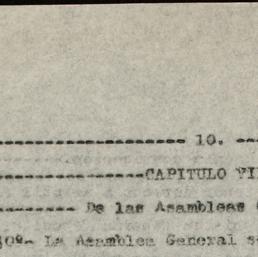 ------------------ 10. ---
--------------CAPITULO VI
-------- De las Asambleas
La Asamblea General s